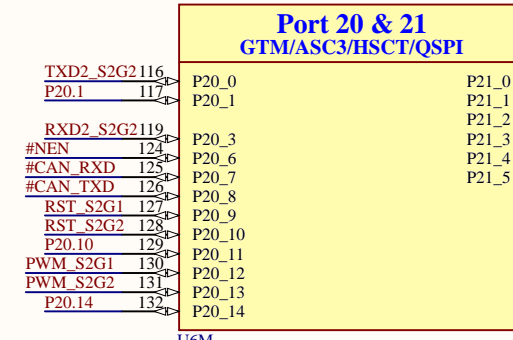 Port 20 & 21
GTM/ASC3/HSCT/QSPI
TXD2_S2G2 116 P20_0 P21_0
P20.1 117 P20_1 P21_1
P21_2
RXD2_S2G2 119 P20_3 P21_3
#NEN 124 P20_6 P21_4
#CAN_RXD 125 P20_7 P21_5
#CAN_TXD 126 P20_8
RST_S2G1 127 P20_9
RST_S2G2 128 P20_10
P20.10 129 P20_11
PWM_S2G1 130 P20_12
PWM_S2G2 131 P20_13
P20.14 132 P20_14
U6M